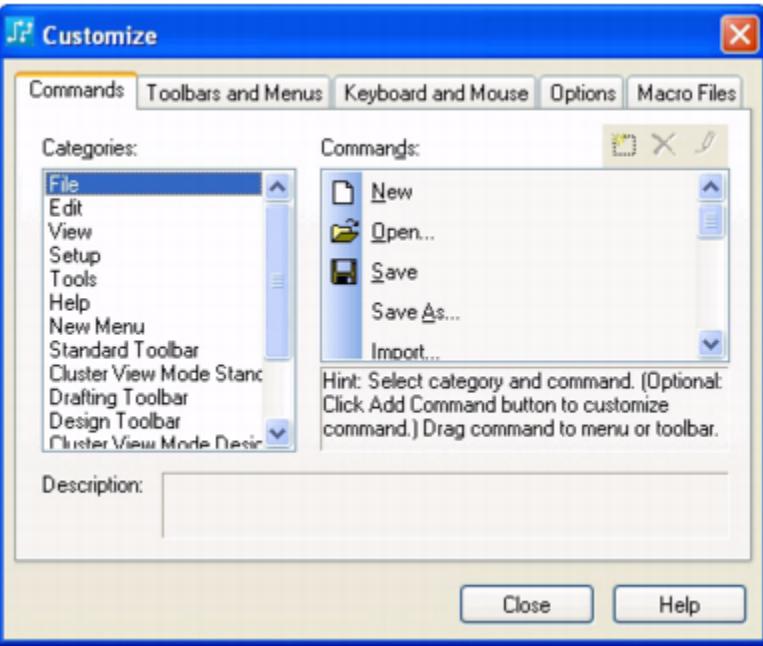 Customize
Commands
Toolbars and Menus
Keyboard and Mouse
Options
Macro Files
Categories:
File
Edit
View
Setup
Tools
Help
New Menu
Standard Toolbar
Cluster View Mode Stanc
Drafting Toolbar
Design Toolbar
Cluster View Mode Desic
Commands:
New
Open...
Save
Save As...
Import...
Hint: Select category and command. (Optional:
Click Add Command button to customize
command.) Drag command to menu or toolbar.
Description:
Close
Help